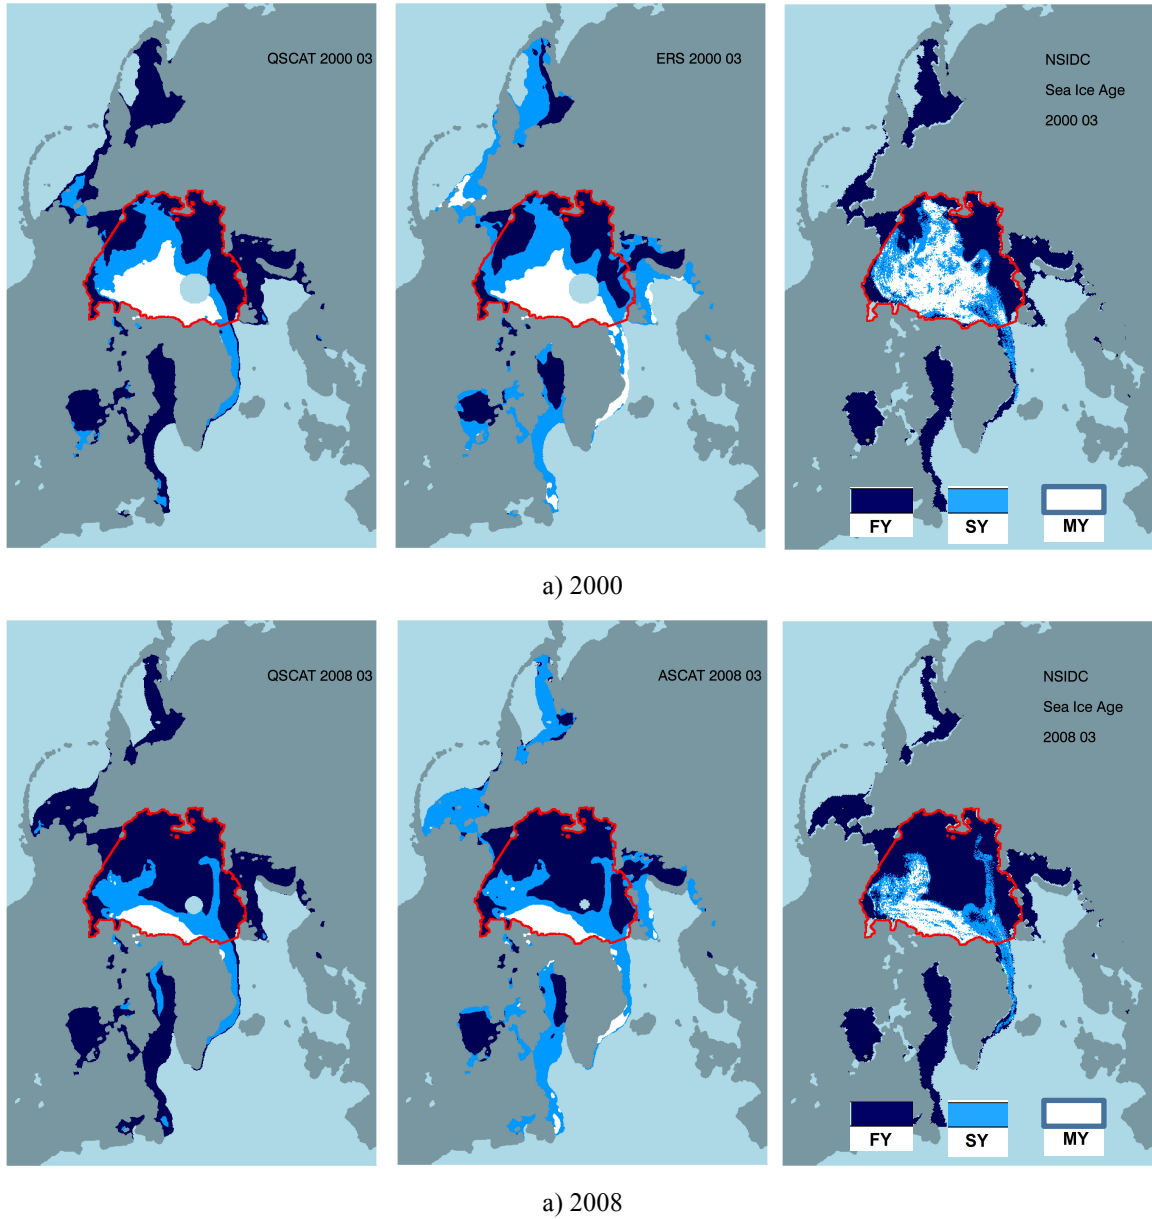 QSCAT 2000 03
ERS 2000 03
NSIDC
Sea Ice Age
2000 03
FY
SY
MY
a) 2000
QSCAT 2008 03
ASCAT 2008 03
NSIDC
Sea Ice Age
2008 03
FY
SY
MY
a) 2008